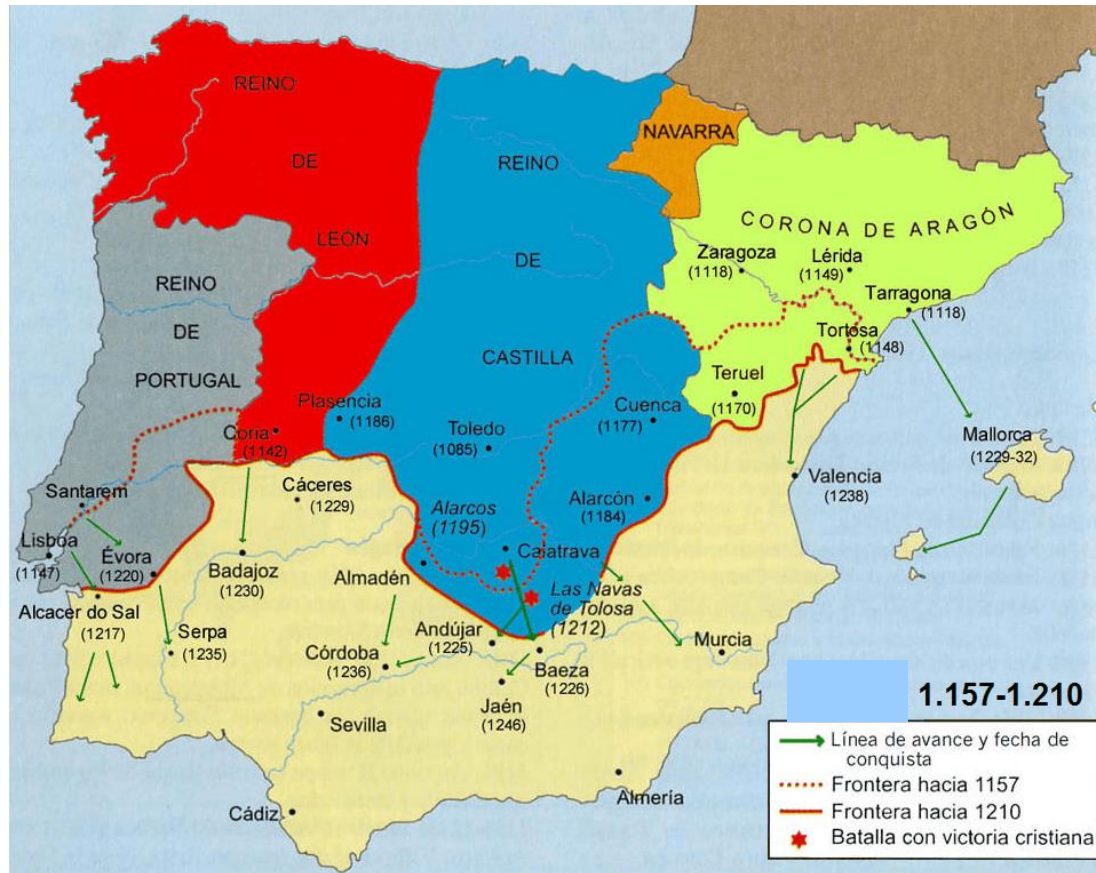 REINO
DE
LEÓN
REINO
DE
CASTILLA
NAVARRA
CORONA DE ARAGÓN
REINO
DE
PORTUGAL
Zaragoza
(1118)
Lérida
(1149)
Tarragona
(1118)
Tortosa
(1148)
Teruel
(1170)
Plasencia
(1186)
Cuenca
(1177)
Toledo
(1085)
Coria
(1142)
Mallorca
(1229-32)
Santarem
Cáceres
(1229)
Valencia
(1238)
Alarcos
(1195)
Alarcón
(1184)
Lisboa
(1147)
Évora
(1220)
Badajoz
(1230)
Almadén
Calatrava
Las Navas
de Tolosa
(1212)
Alcacer do Sal
(1217)
Serpa
(1235)
Andújar
(1225)
Murcia
Córdoba
(1236)
Baeza
(1226)
Jaén
(1246)
Sevilla
Almería
Cádiz
1.157-1.210
Línea de avance y fecha de
conquista
Frontera hacia 1157
Frontera hacia 1210
Batalla con victoria cristiana